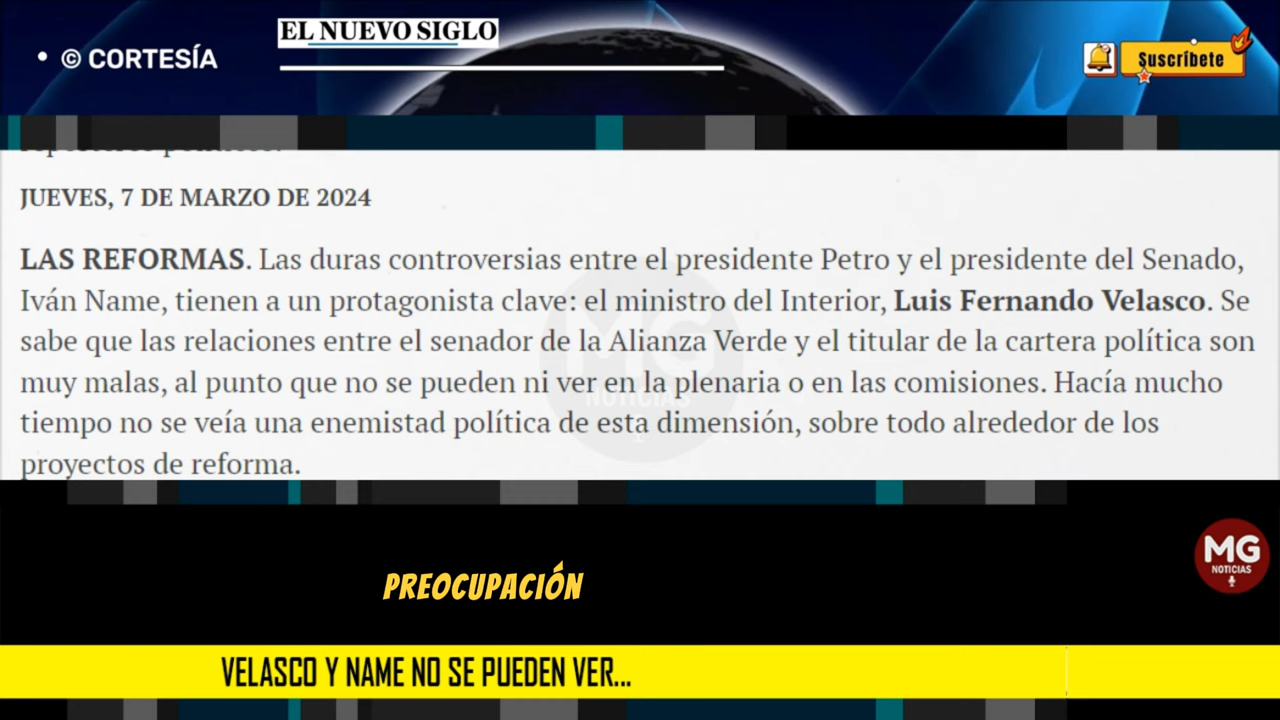 EL NUEVO SIGLO
• © CORTESÍA
Suscríbete
JUEVES, 7 DE MARZO DE 2024
LAS REFORMAS. Las duras controversias entre el presidente Petro y el presidente del Senado,
Iván Name, tienen a un protagonista clave: el ministro del Interior, Luis Fernando Velasco. Se
sabe que las relaciones entre el senador de la Alianza Verde y el titular de la cartera política son
muy malas, al punto que no se pueden ni ver en la plenaria o en las comisiones. Hacía mucho
tiempo no se veía una enemistad política de esta dimensión, sobre todo alrededor de los
proyectos de reforma.
MG
NOTICIAS
MG
NOTICIAS
PREOCUPACIÓN
VELASCO Y NAME NO SE PUEDEN VER...